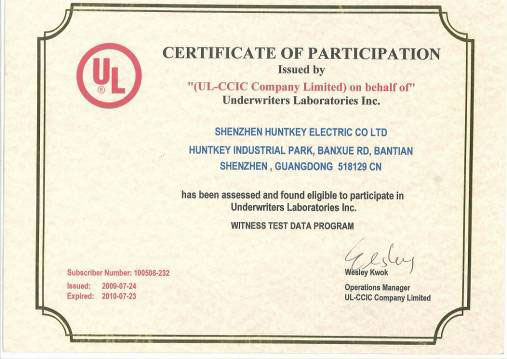 UL
®
CERTIFICATE OF PARTICIPATION
Issued by
"(UL-CCIC Company Limited) on behalf of"
Underwriters Laboratories Inc.
SHENZHEN HUNTKEY ELECTRIC CO LTD
HUNTKEY INDUSTRIAL PARK, BANXUE RD, BANTIAN
SHENZHEN , GUANGDONG 518129 CN
has been assessed and found eligible to participate in
Underwriters Laboratories Inc.
WITNESS TEST DATA PROGRAM
Wesley
Wesley Kwok
Operations Manager
UL-CCIC Company Limited
Subscriber Number: 100508-232
Issued: 2009-07-24
Expired: 2010-07-23